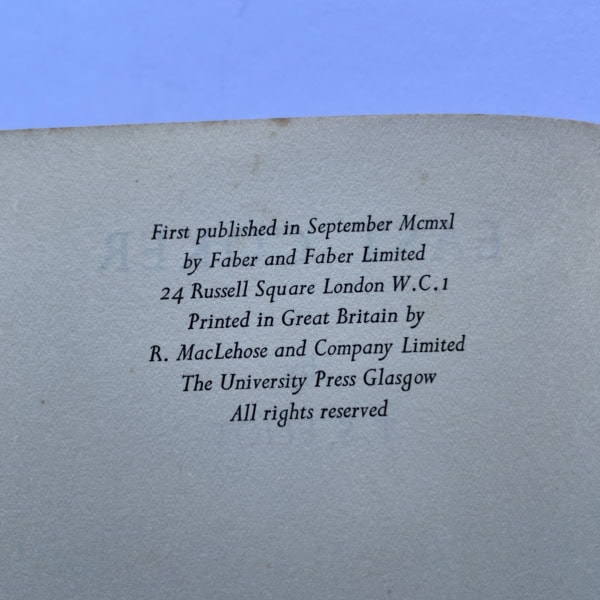 First published in September Mcmxl
by Faber and Faber Limited
24 Russell Square London W.C.1
Printed in Great Britain by
R. MacLehose and Company Limited
The University Press Glasgow
All rights reserved